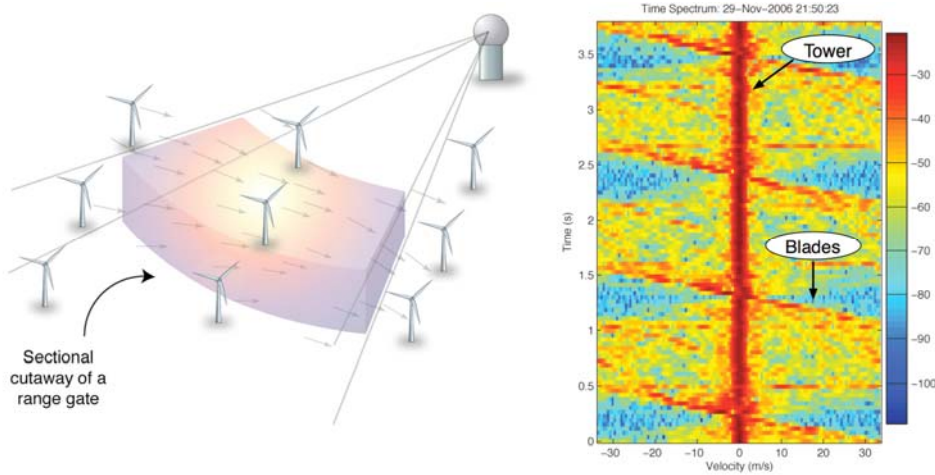 Sectional
cutaway of a
range gate
Time Spectrum: 29-Nov-2006 21:50:23
Tower
Blades
Time (s)
3.5
3
2.5
2
1.5
1
0.5
0
-30 -20 -10 0 10 20 30
Velocity (m/s)
-30
-40
-50
-60
-70
-80
-90
-100